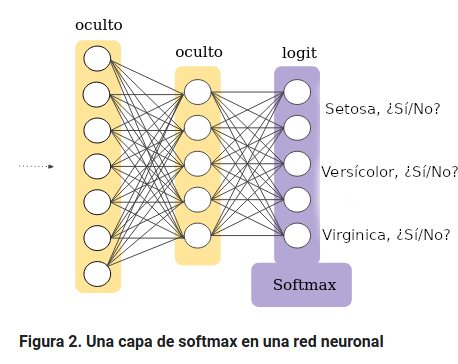 oculto
oculto
logit
Setosa, ¿Sí/No?
Versícolor, ¿Sí/No?
Virginica, ¿Sí/No?
Softmax
Figura 2. Una capa de softmax en una red neuronal